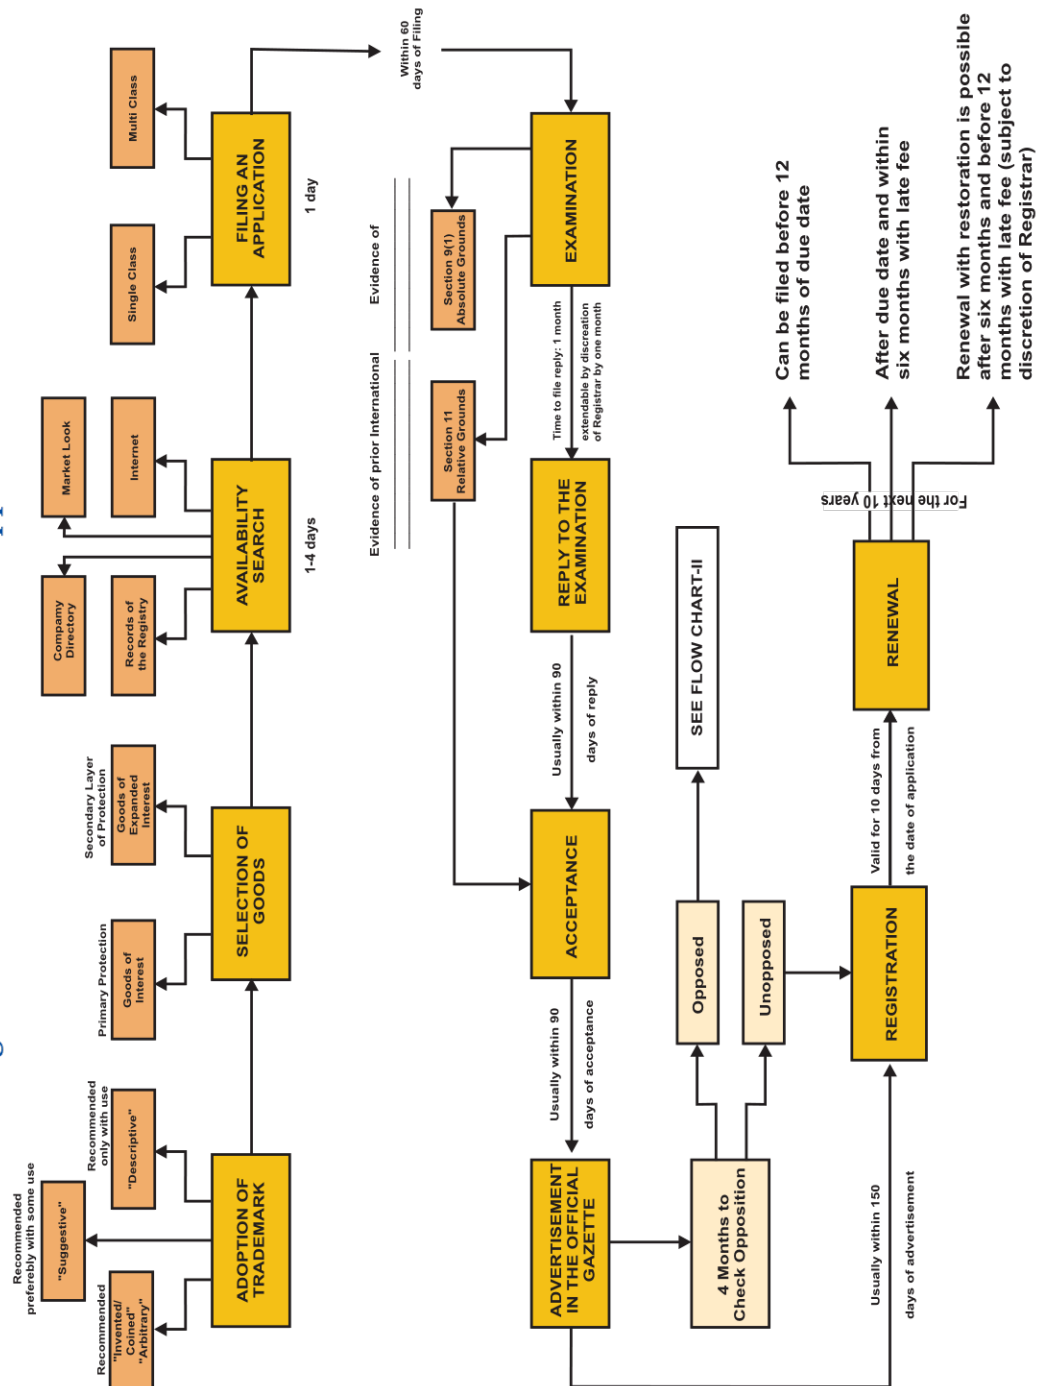 Recommended
preferebly with some use
"Suggestive"
Recommended
"Invented/
Coined"
"Arbitrary"
Recommended
only with use
"Descriptive"
ADOPTION OF
TRADEMARK
Primary Protection
Goods of
Interest
Secondary Layer
of Protection
Goods of
Expanded
Interest
SELECTION OF
GOODS
Compamy
Directory
Records of
the Registry
Market Look
Internet
AVAILABILITY
SEARCH
1-4 days
Single Class
Multi Class
FILING AN
APPLICATION
1 day
Within 60
days of Filing
EXAMINATION
Evidence of
Section 9(1)
Absolute Grounds
Evidence of prior International
Section 11
Relative Grounds
Time to file reply: 1 month
extendable by discreation
of Registrar by one month
REPLY TO THE
EXAMINATION
Usually within 90
days of reply
ACCEPTANCE
Usually within 90
days of acceptance
ADVERTISEMENT
IN THE OFFICIAL
GAZETTE
4 Months to
Check Opposition
Opposed
SEE FLOW CHART-II
Unopposed
Usually within 150
days of advertisement
REGISTRATION
Valid for 10 days from
the date of application
RENEWAL
For the next 10 years
Can be filed before 12
months of due date
After due date and within
six months with late fee
Renewal with restoration is possible
after six months and before 12
months with late fee (subject to
discretion of Registrar)